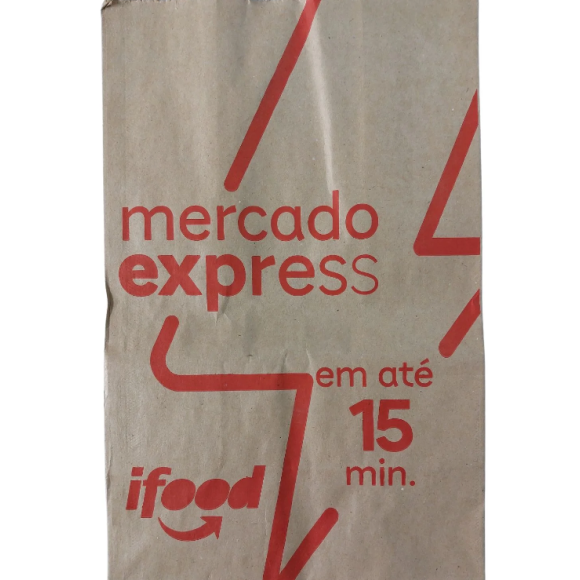 mercado
express
em até
15
min.
ifood